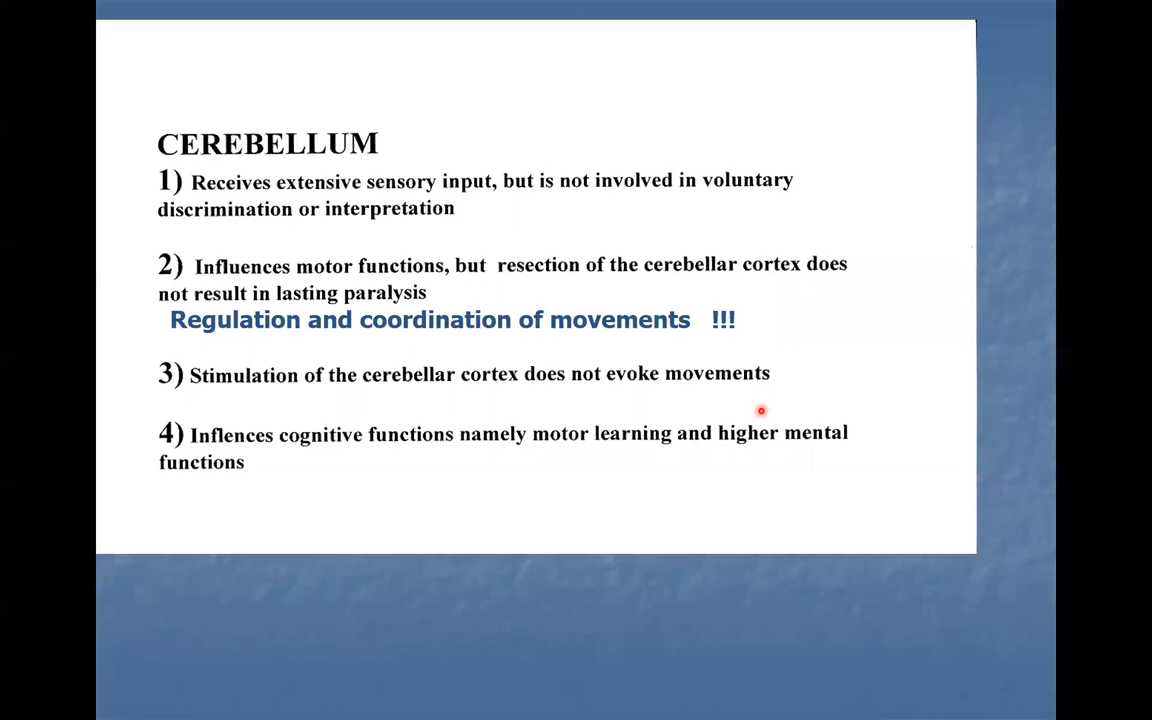 CEREBELLUM
1) Receives extensive sensory input, but is not involved in voluntary
discrimination or interpretation
2) Influences motor functions, but resection of the cerebellar cortex does
not result in lasting paralysis
Regulation and coordination of movements !!!
3) Stimulation of the cerebellar cortex does not evoke movements
4) Inflences cognitive functions namely motor learning and higher mental
functions